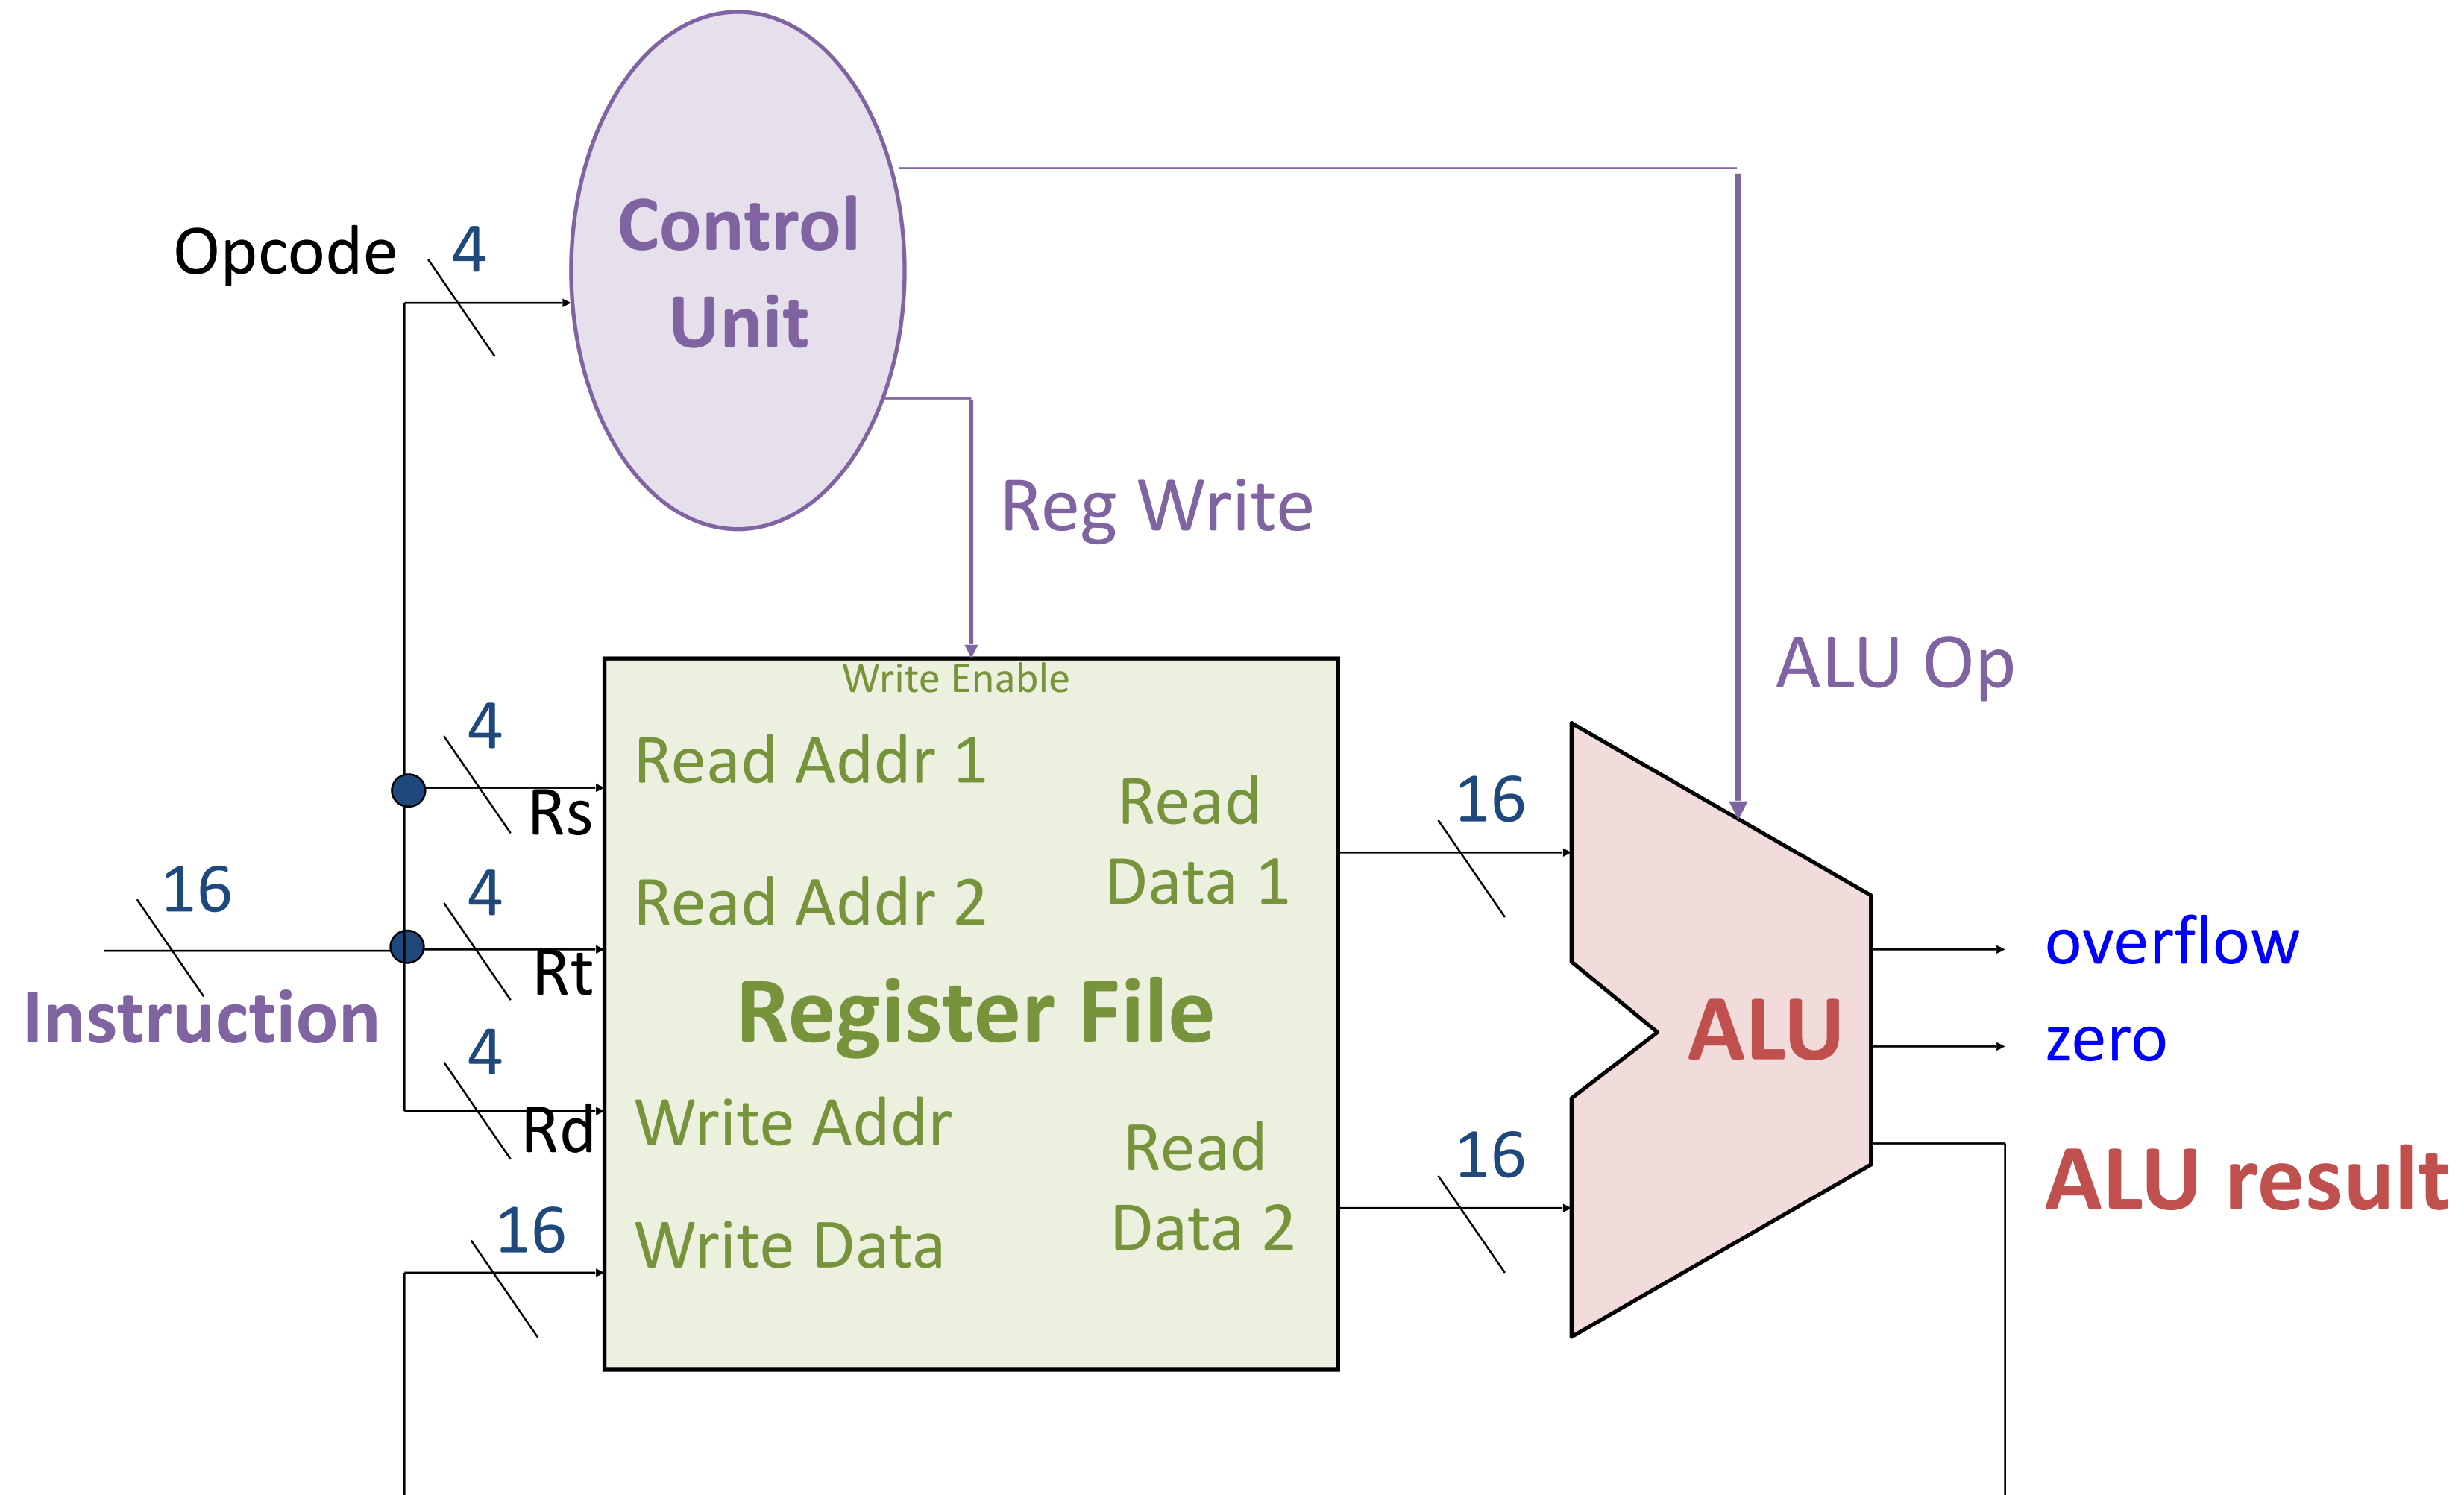 Control
Unit
Opcode
4
Reg Write
ALU Op
Write Enable
4
Rs
Read Addr 1
Read
Data 1
16
16
Instruction
4
Rt
Read Addr 2
Register File
ALU
overflow
zero
4
Rd
Write Addr
Read
Data 2
16
ALU result
16
Write Data